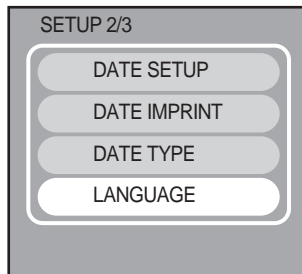 SETUP 2/3
DATE SETUP
DATE IMPRINT
DATE TYPE
LANGUAGE